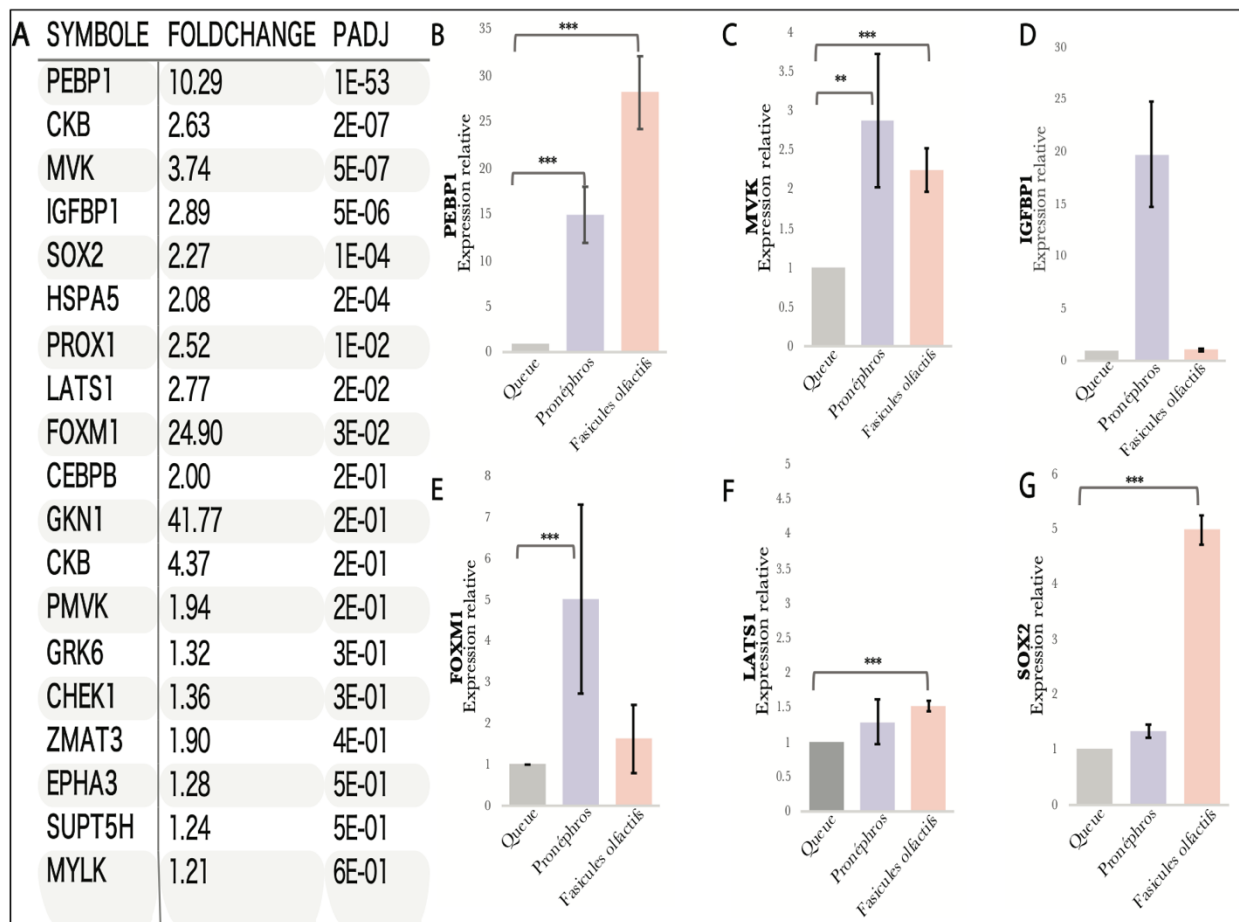 A SYMBOLE FOLDCHANGE PADJ
PEBP1 10.29 1E-53
CKB 2.63 2E-07
MVK 3.74 5E-07
IGFBP1 2.89 5E-06
SOX2 2.27 1E-04
HSPA5 2.08 2E-04
PROX1 2.52 1E-02
LATS1 2.77 2E-02
FOXM1 24.90 3E-02
CEBPB 2.00 2E-01
GKN1 41.77 2E-01
CKB 4.37 2E-01
PMVK 1.94 2E-01
GRK6 1.32 3E-01
CHEK1 1.36 3E-01
ZMAT3 1.90 4E-01
EPHA3 1.28 5E-01
SUPT5H 1.24 5E-01
MYLK 1.21 6E-01
B
PEBP1
Expression relative
35
30
25
20
15
10
5
0
***
***
Queue
Pronéphros
Fasicules olfactifs
C
MVK
Expression relative
4
3.5
3
2.5
2
1.5
1
0.5
0
***
**
Queue
Pronéphros
Fasicules olfactifs
D
IGFBP1
Expression relative
30
25
20
15
10
5
0
Queue
Pronéphros
Fasicules olfactifs
E
FOXM1
Expression relative
8
7
6
5
4
3
2
1
0
***
Queue
Pronéphros
Fasicules olfactifs
F
LATS1
Expression relative
5
4.5
4
3.5
3
2.5
2
1.5
1
0.5
0
***
Queue
Pronéphros
Fasicules olfactifs
G
SOX2
Expression relative
6
5
4
3
2
1
0
***
Queue
Pronéphros
Fasicules olfactifs